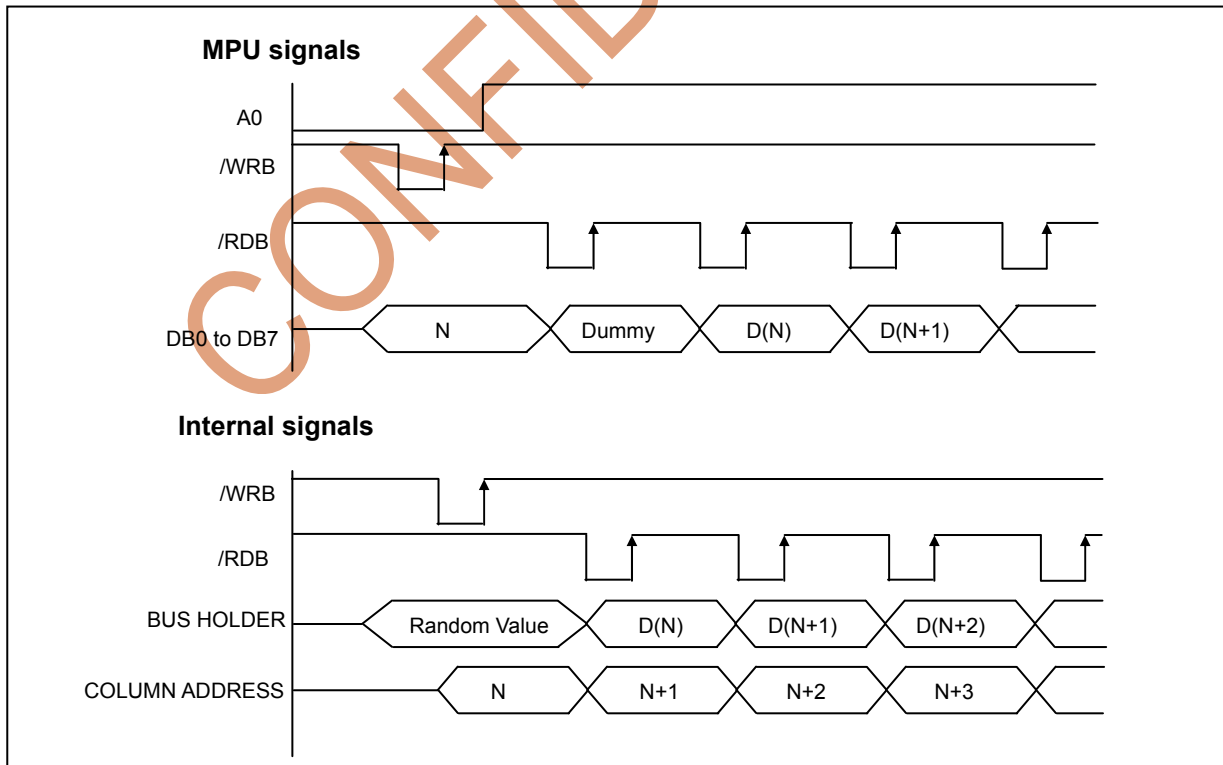 MPU signals
A0
/WRB
/RDB
DB0 to DB7 N Dummy D(N) D(N+1)
Internal signals
/WRB
/RDB
BUS HOLDER Random Value D(N) D(N+1) D(N+2)
COLUMN ADDRESS N N+1 N+2 N+3
CONFID